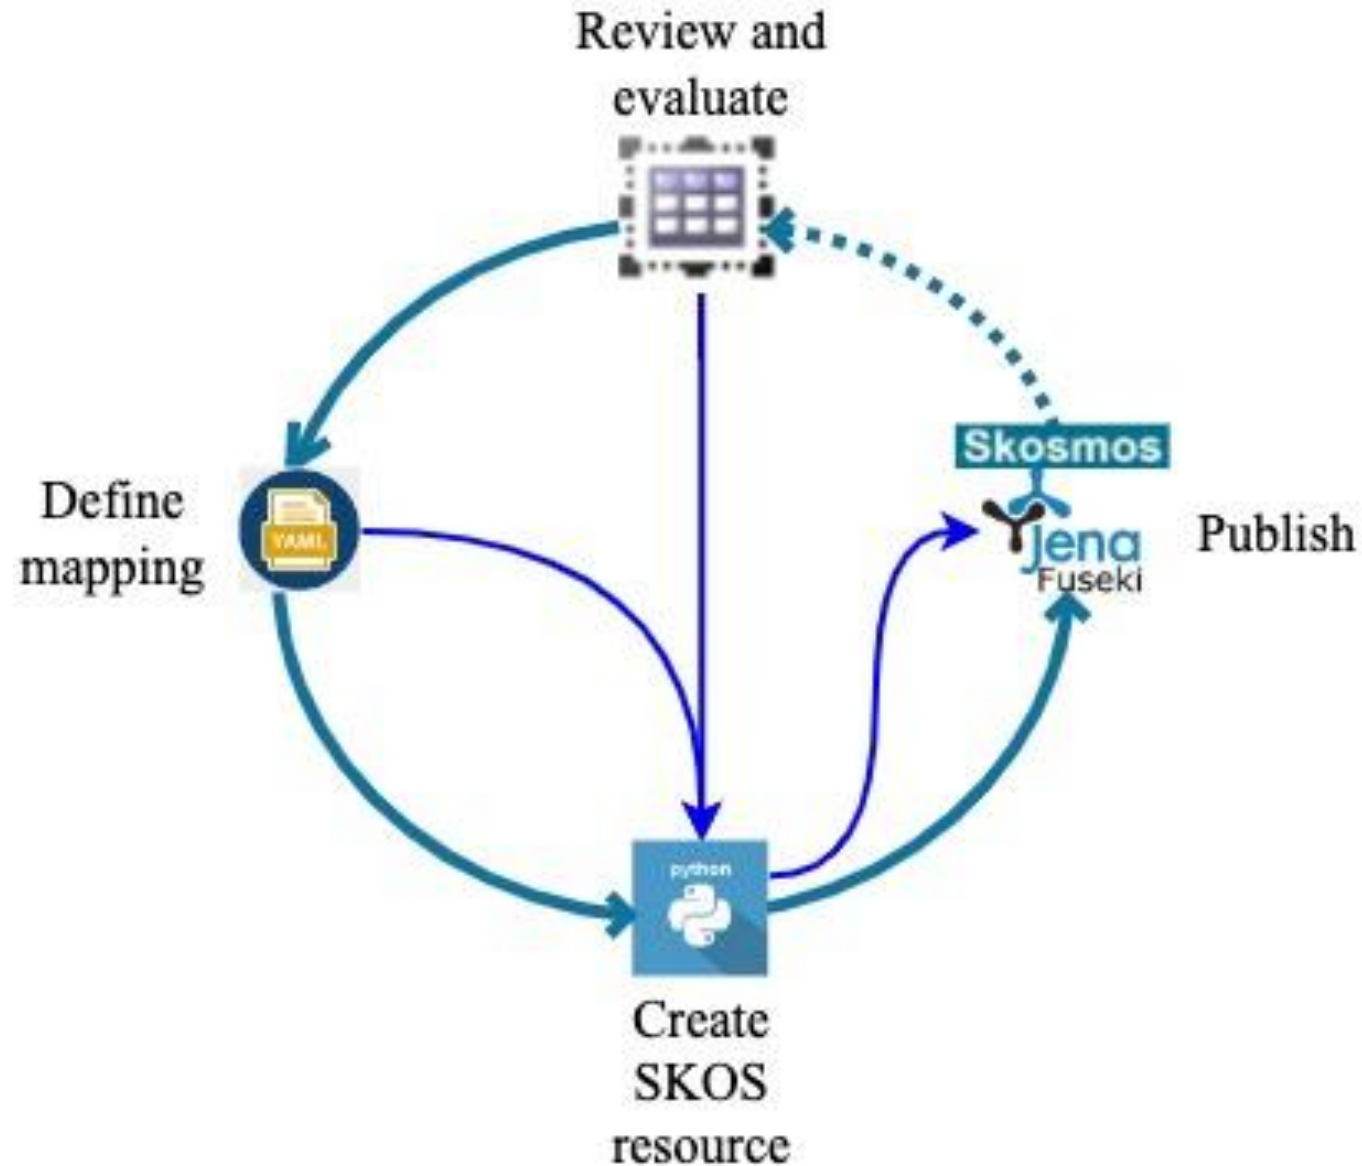 Review and
evaluate
Skosmos
Define
mapping
YAML
Jena
Fuseki
Publish
python
Create
SKOS
resource